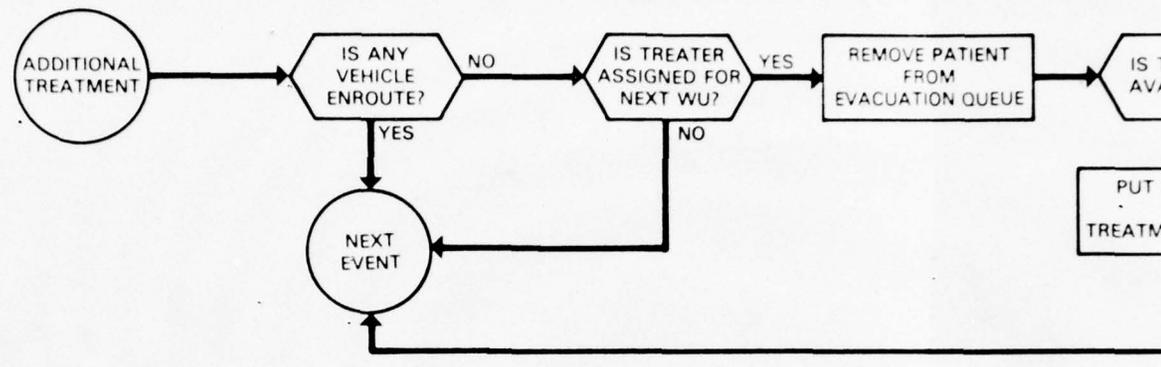 ADDITIONAL
TREATMENT
IS ANY
VEHICLE
ENROUTE?
NO
YES
IS TREATER
ASSIGNED FOR
NEXT WU?
YES
NO
REMOVE PATIENT
FROM
EVACUATION QUEUE
IS
PUT
NEXT
EVENT